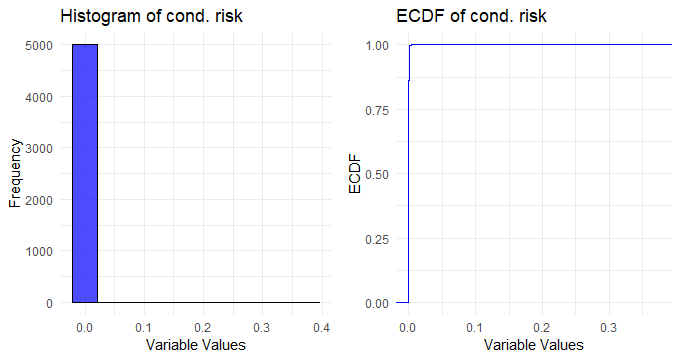 Histogram of cond. risk
Frequency
5000
4000
3000
2000
1000
0
0.0 0.1 0.2 0.3 0.4
Variable Values
ECDF of cond. risk
ECDF
1.00
0.75
0.50
0.25
0.00
0.0 0.1 0.2 0.3
Variable Values